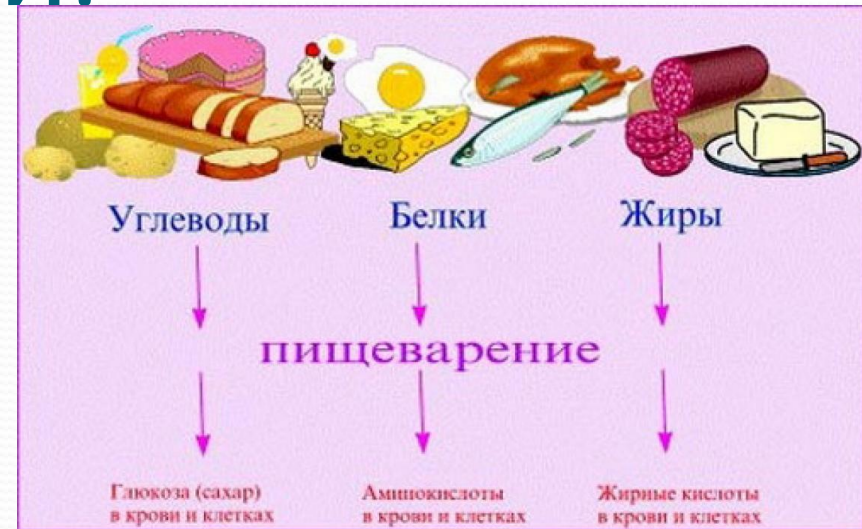 Углеводы Белки Жиры
пищеварение
Глюкоза (сахар) Аминокислоты Жирные кислоты
в крови и клетках в крови и клетках в крови и клетках